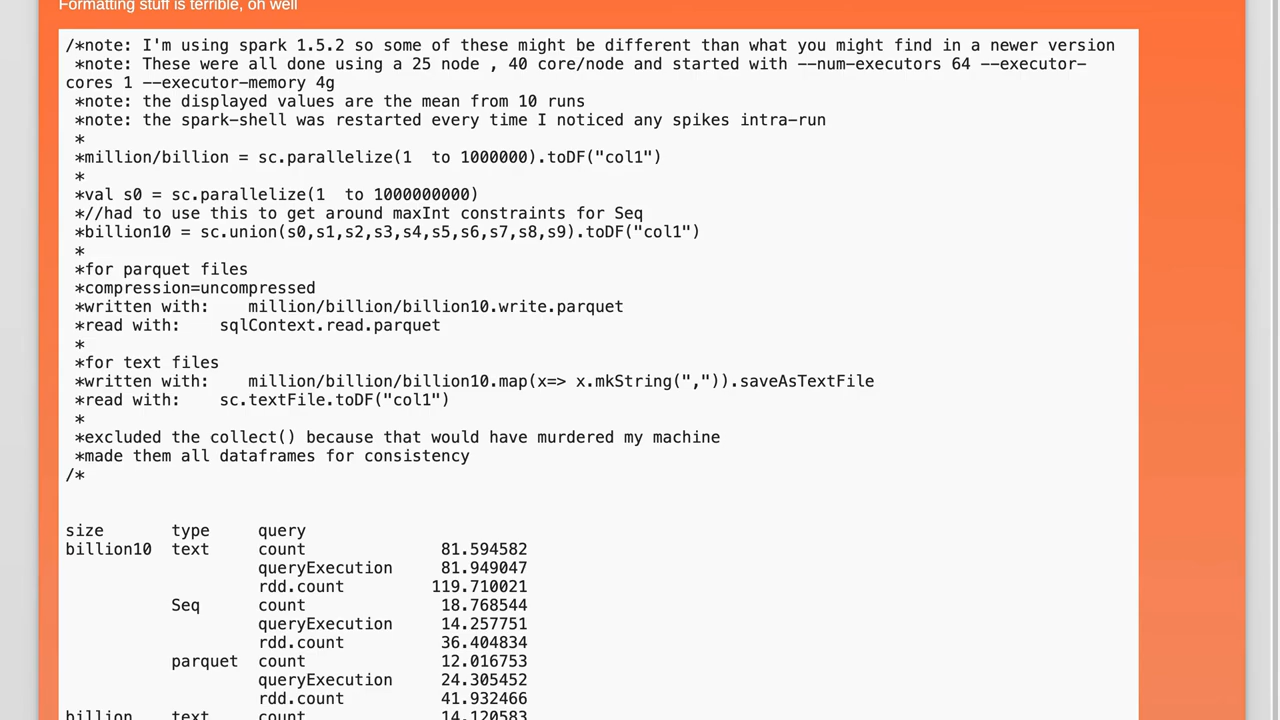 Formatting stuff is terrible, oh well
/*note: I'm using spark 1.5.2 so some of these might be different than what you might find in a newer version
*note: These were all done using a 25 node , 40 core/node and started with --num-executors 64 --executor-
cores 1 --executor-memory 4g
*note: the displayed values are the mean from 10 runs
*note: the spark-shell was restarted every time I noticed any spikes intra-run
*
*million/billion = sc.parallelize(1  to 1000000).toDF("col1")
*
*val s0 = sc.parallelize(1  to 1000000000)
*//had to use this to get around maxInt constraints for Seq
*billion10 = sc.union(s0,s1,s2,s3,s4,s5,s6,s7,s8,s9).toDF("col1")
*
*for parquet files
*compression=uncompressed
*written with:    million/billion/billion10.write.parquet
*read with:    sqlContext.read.parquet
*
*for text files
*written with:    million/billion/billion10.map(x=> x.mkString(",")).saveAsTextFile
*read with:    sc.textFile.toDF("col1")
*
*excluded the collect() because that would have murdered my machine
*made them all dataframes for consistency
/*
size       type     query
billion10  text     count              81.594582
queryExecution     81.949047
rdd.count         119.710021
Seq      count              18.768544
queryExecution     14.257751
rdd.count          36.404834
parquet  count              12.016753
queryExecution     24.305452
rdd.count          41.932466
billion    text     count              14.120583